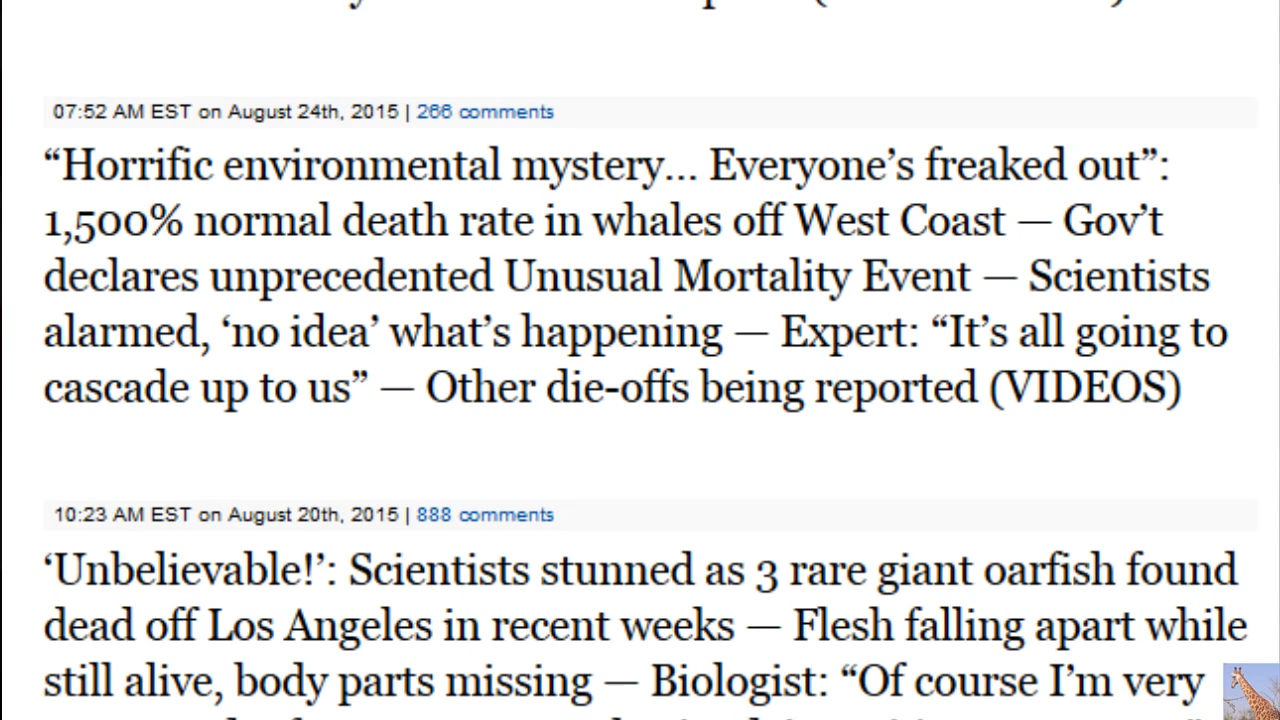 07:52 AM EST on August 24th, 2015 | 266 comments
“Horrific environmental mystery... Everyone’s freaked out”:
1,500% normal death rate in whales off West Coast — Gov’t
declares unprecedented Unusual Mortality Event — Scientists
alarmed, ‘no idea’ what’s happening — Expert: “It’s all going to
cascade up to us” — Other die-offs being reported (VIDEOS)
10:23 AM EST on August 20th, 2015 | 888 comments
‘Unbelievable!’: Scientists stunned as 3 rare giant oarfish found
dead off Los Angeles in recent weeks — Flesh falling apart while
still alive, body parts missing — Biologist: “Of course I’m very